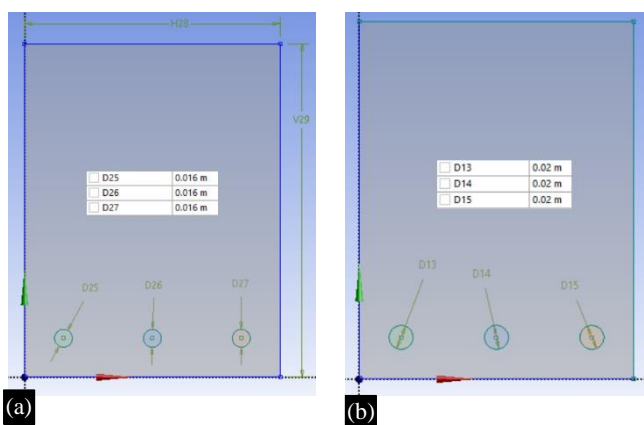 H28
V29
D25 0.016 m
D26 0.016 m
D27 0.016 m
D25 D26 D27
(a)
D13 0.02 m
D14 0.02 m
D15 0.02 m
D13 D14 D15
(b)